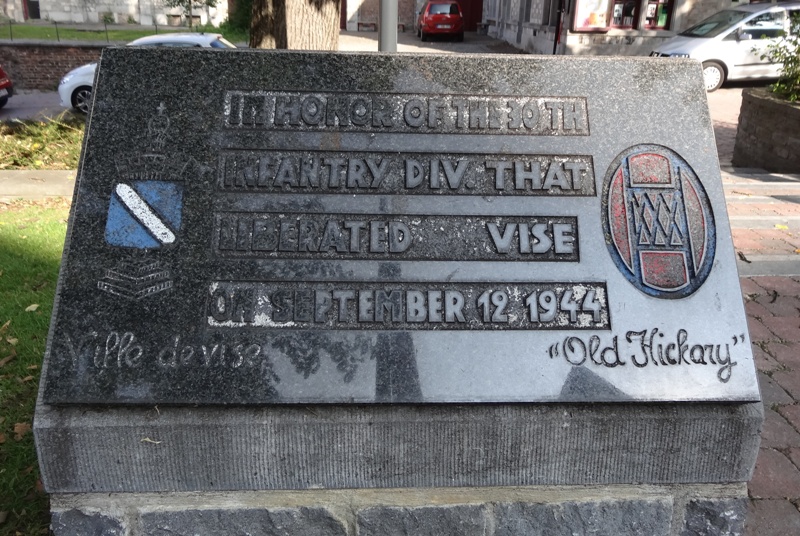 IN HONOR OF THE 30TH
INFANTRY DIV. THAT
LIBERATED VISE
ON SEPTEMBER 12 1944
Ville de visé
"Old Hickory"
XXX